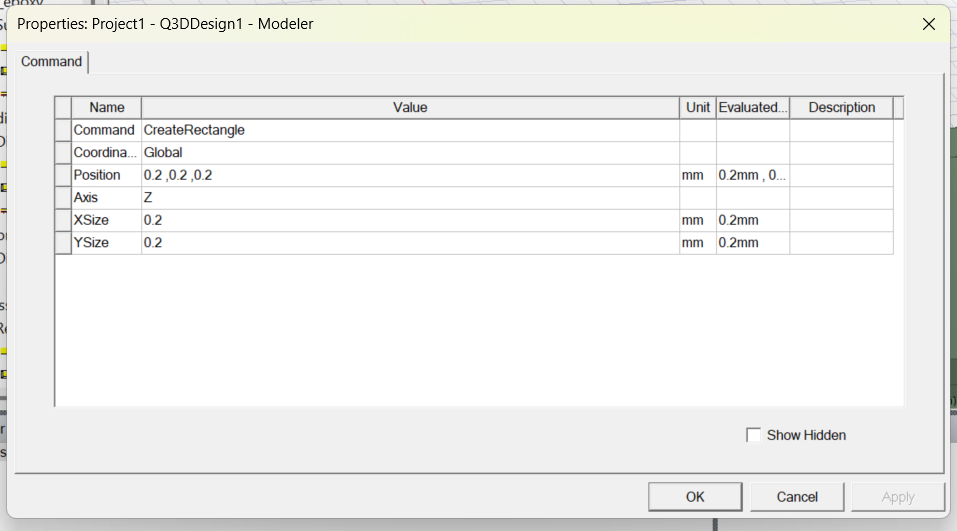 Properties: Project1 - Q3DDesign1 - Modeler
Command
Name Value Unit Evaluated... Description
Command CreateRectangle
Coordina... Global
Position 0.2 ,0.2 ,0.2 mm 0.2mm , 0...
Axis Z
XSize 0.2 mm 0.2mm
YSize 0.2 mm 0.2mm
Show Hidden
OK Cancel Apply